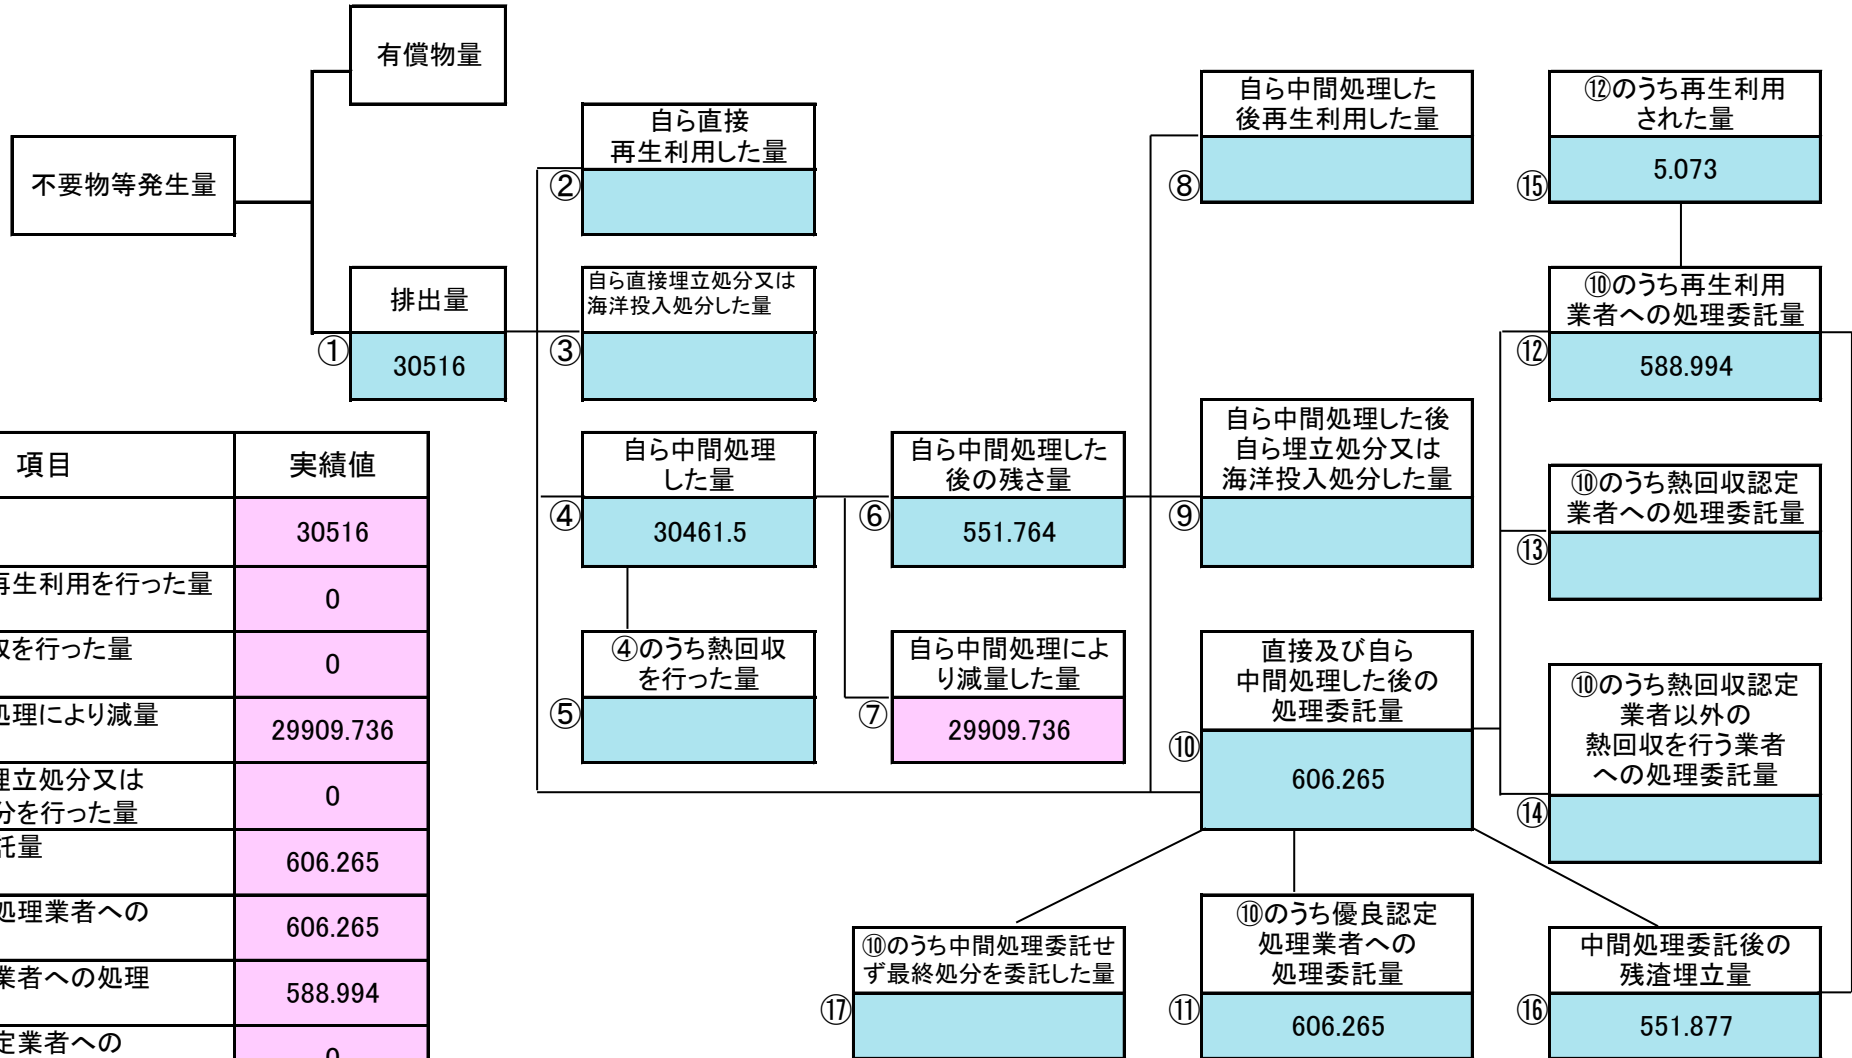 有償物量
不要物等発生量
排出量
①
30516
自ら直接
再生利用した量
②
自ら直接埋立処分又は
海洋投入処分した量
③
自ら中間処理
した量
④
30461.5
④のうち熱回収
を行った量
⑤
自ら中間処理した
後の残さ量
⑥
551.764
自ら中間処理によ
り減量した量
⑦
29909.736
自ら中間処理した
後再生利用した量
⑧
自ら中間処理した後
自ら埋立処分又は
海洋投入処分した量
⑨
直接及び自ら
中間処理した後の
処理委託量
⑩
606.265
⑫のうち再生利用
された量
⑮
5.073
⑩のうち再生利用
業者への処理委託量
⑫
588.994
⑩のうち熱回収認定
業者への処理委託量
⑬
⑩のうち熱回収認定
業者以外の
熱回収を行う業者
への処理委託量
⑭
⑩のうち中間処理委託せ
ず最終処分を委託した量
⑰
⑩のうち優良認定
処理業者への
処理委託量
⑪
606.265
中間処理委託後の
残渣埋立量
⑯
551.877
項目 実績値
30516
再生利用を行った量 0
を行った量 0
処理により減量 29909.736
埋立処分又は
分を行った量 0
託量 606.265
処理業者への 606.265
業者への処理 588.994
定業者への 0